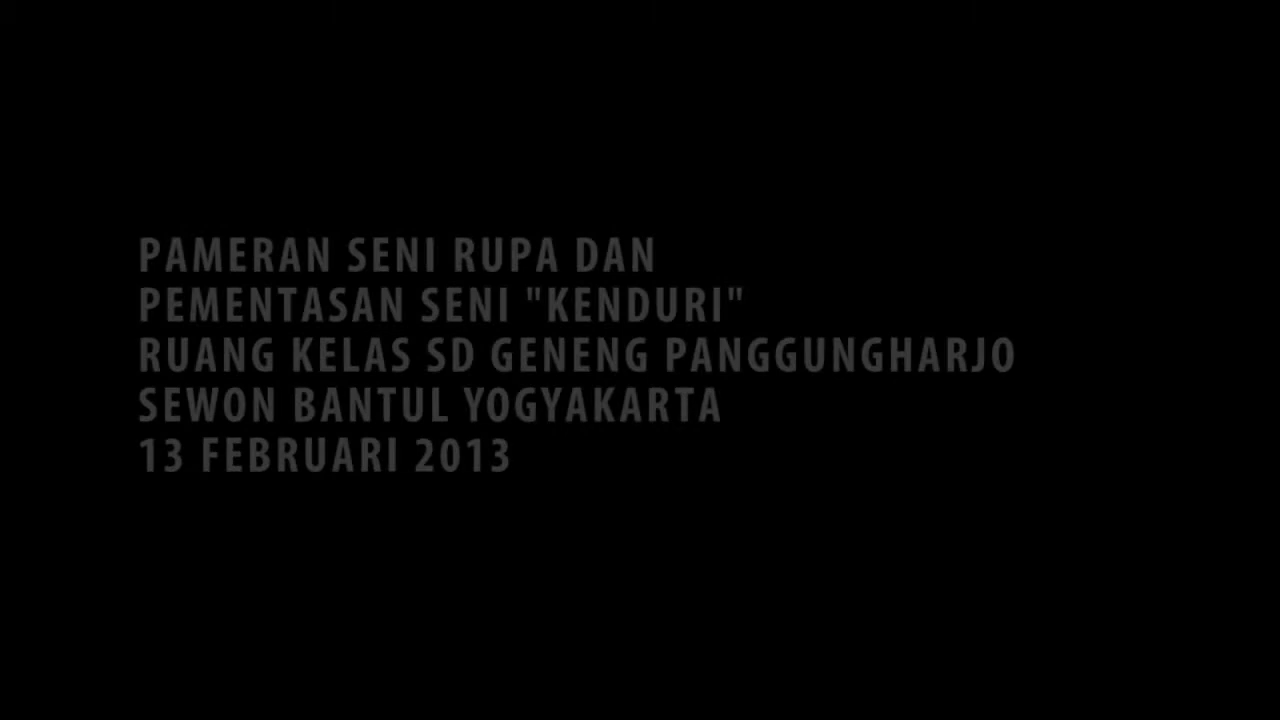 PAMERAN SENI RUPA DAN
PEMENTASAN SENI "KENDURI"
RUANG KELAS SD GENENG PANGGUNGHARJO
SEWON BANTUL YOGYAKARTA
13 FEBRUARI 2013